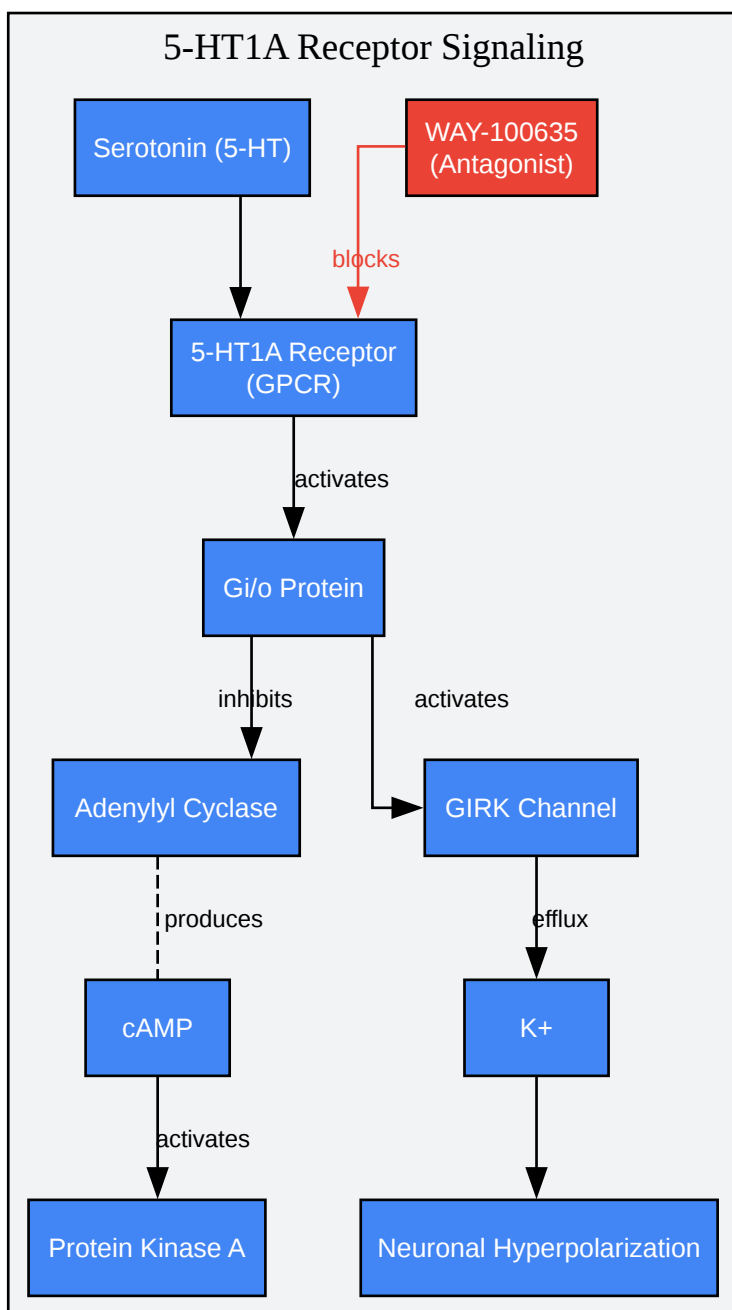 5-HT1A Receptor Signaling
Serotonin (5-HT)
WAY-100635
(Antagonist)
blocks
5-HT1A Receptor
(GPCR)
activates
Gi/o Protein
inhibits
activates
Adenylyl Cyclase
GIRK Channel
produces
efflux
cAMP
K+
activates
Protein Kinase A
Neuronal Hyperpolarization